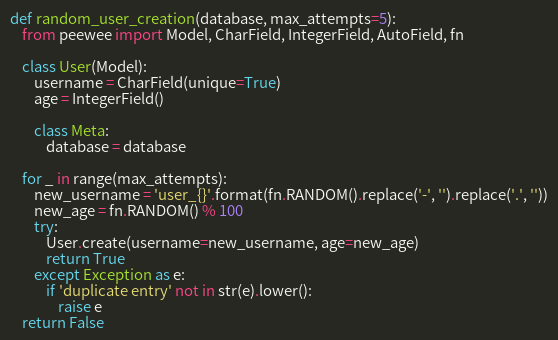 def random_user_creation(database, max_attempts=5):
    from peewee import Model, CharField, IntegerField, AutoField, fn

    class User(Model):
        username = CharField(unique=True)
        age = IntegerField()

        class Meta:
            database = database

    for _ in range(max_attempts):
        new_username = 'user_{}'.format(fn.RANDOM().replace('-', '').replace('.', ''))
        new_age = fn.RANDOM() % 100
        try:
            User.create(username=new_username, age=new_age)
            return True
        except Exception as e:
            if 'duplicate entry' not in str(e).lower():
                raise e
    return False